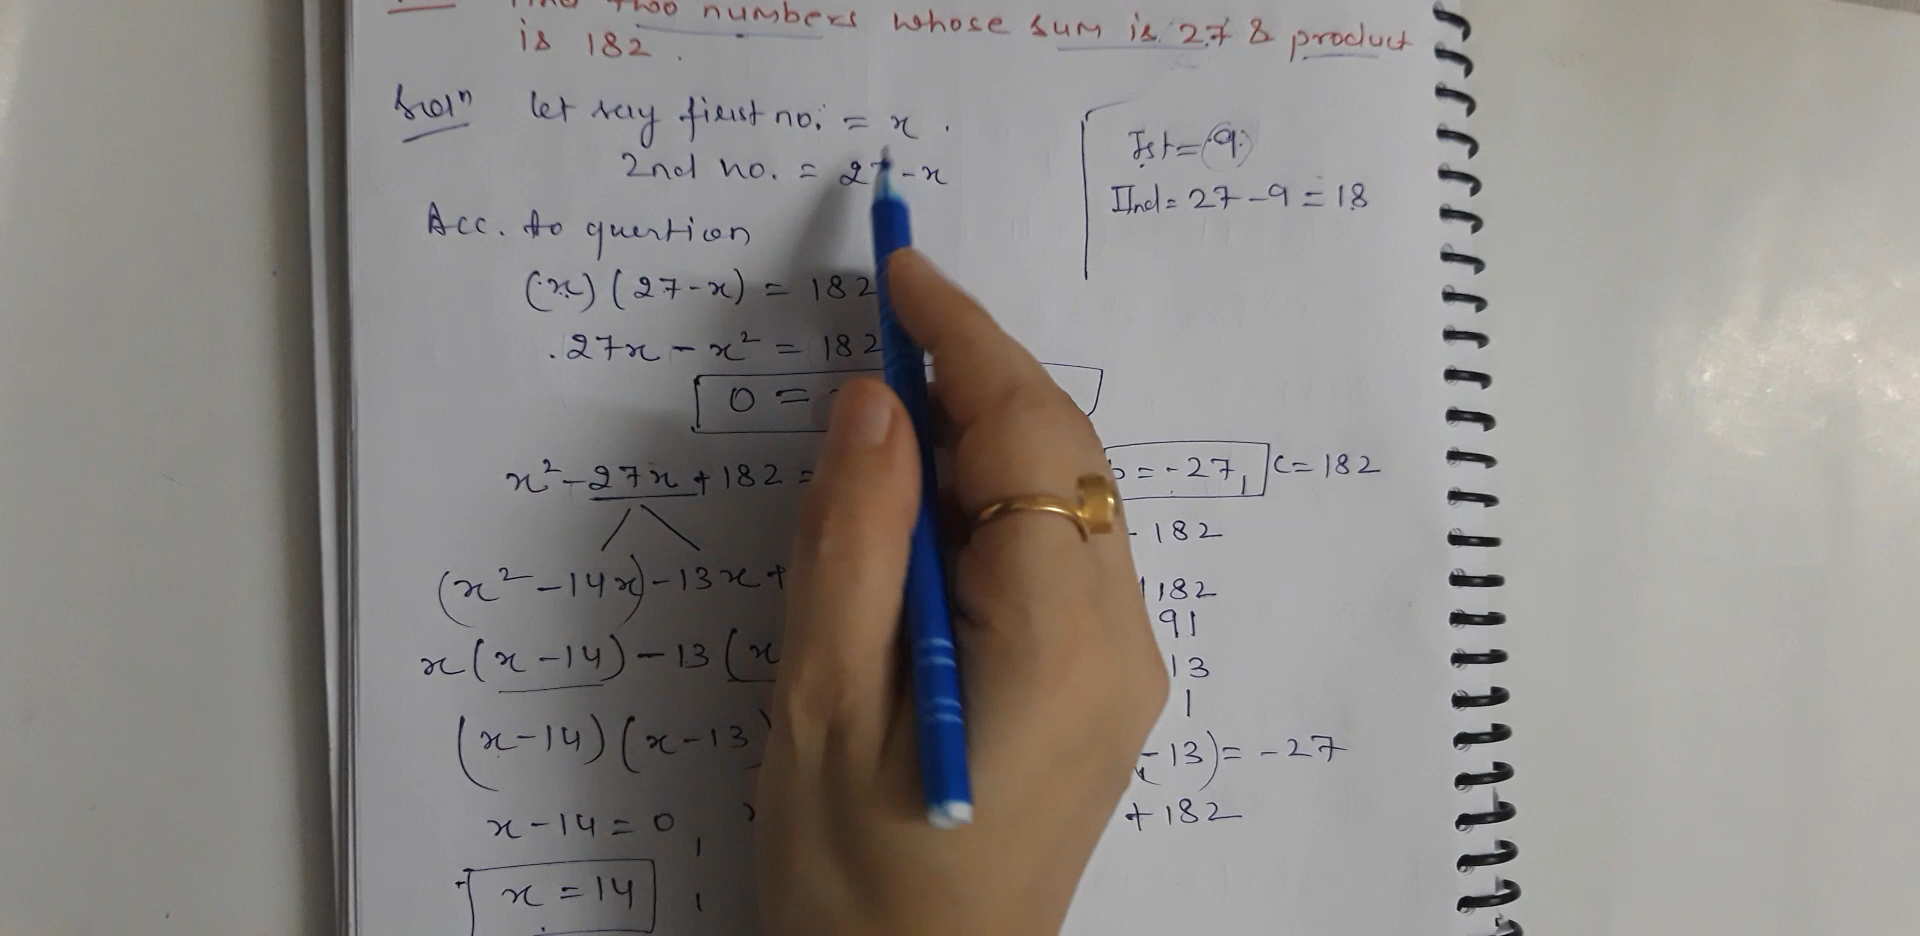 two numbers whose sum is 27 & product
is 182.
Solⁿ let say first no. = x.
2nd no. = 27-x
Ist = 9
IInd = 27-9 = 18
Acc. to question
(x) (27-x) = 182
27x - x² = 182
0 =
x² - 27x + 182 =
b = -27, c = 182
- 182
182
(x² - 14x) - 13x +
91
x(x-14) - 13(x
13
1
(x-14) (x-13)
-13) = -27
x-14 = 0,
+182
x = 14